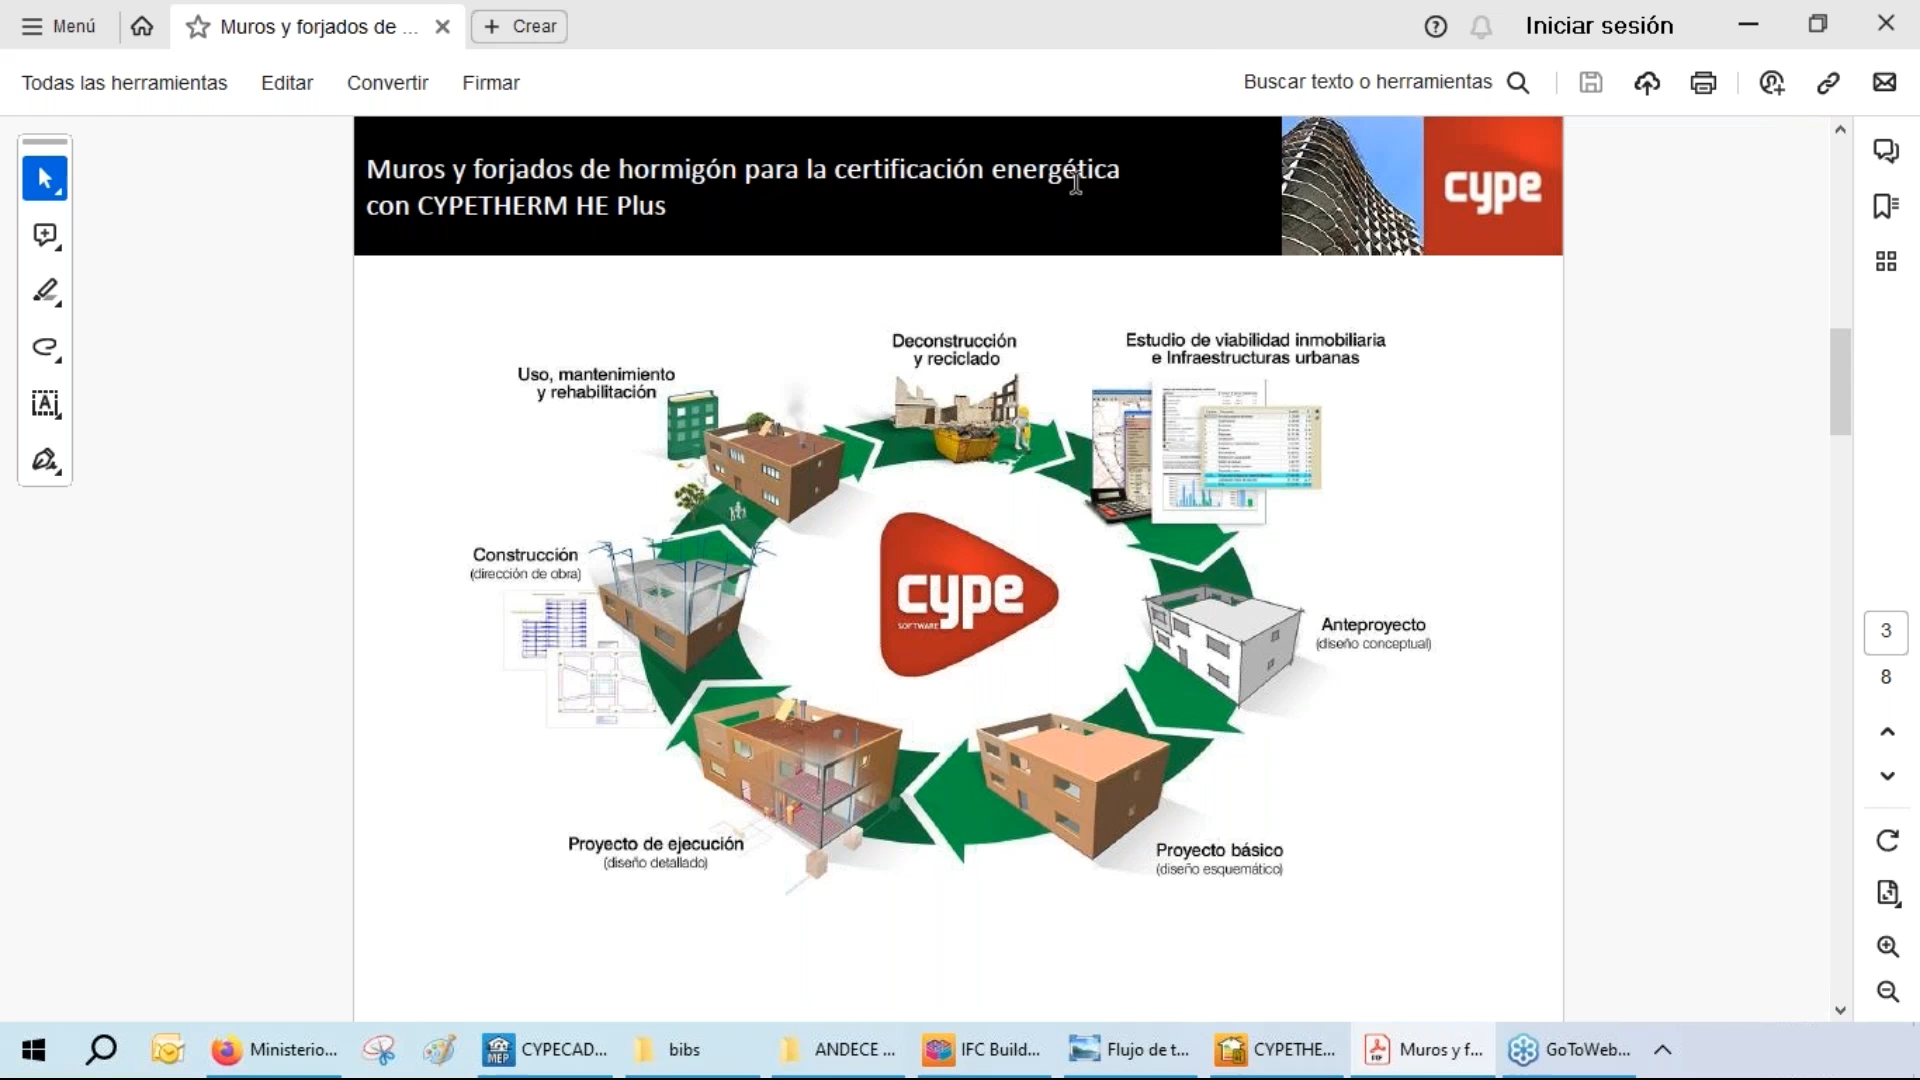 Menú
Muros y forjados de ...
Crear
Iniciar sesión
Todas las herramientas
Editar
Convertir
Firmar
Buscar texto o herramientas
Muros y forjados de hormigón para la certificación energética
con CYPETHERM HE Plus
cype
Deconstrucción
y reciclado
Estudio de viabilidad inmobiliaria
e Infraestructuras urbanas
Uso, mantenimiento
y rehabilitación
Construcción
(dirección de obra)
cype
SOFTWARE
Anteproyecto
(diseño conceptual)
Proyecto de ejecución
(diseño detallado)
Proyecto básico
(diseño esquemático)
3
8
Ministerio...
MEP
CYPECAD...
bibs
ANDECE ...
IFC Build...
Flujo de t...
CYPETHE...
Muros y f...
GoToWeb...